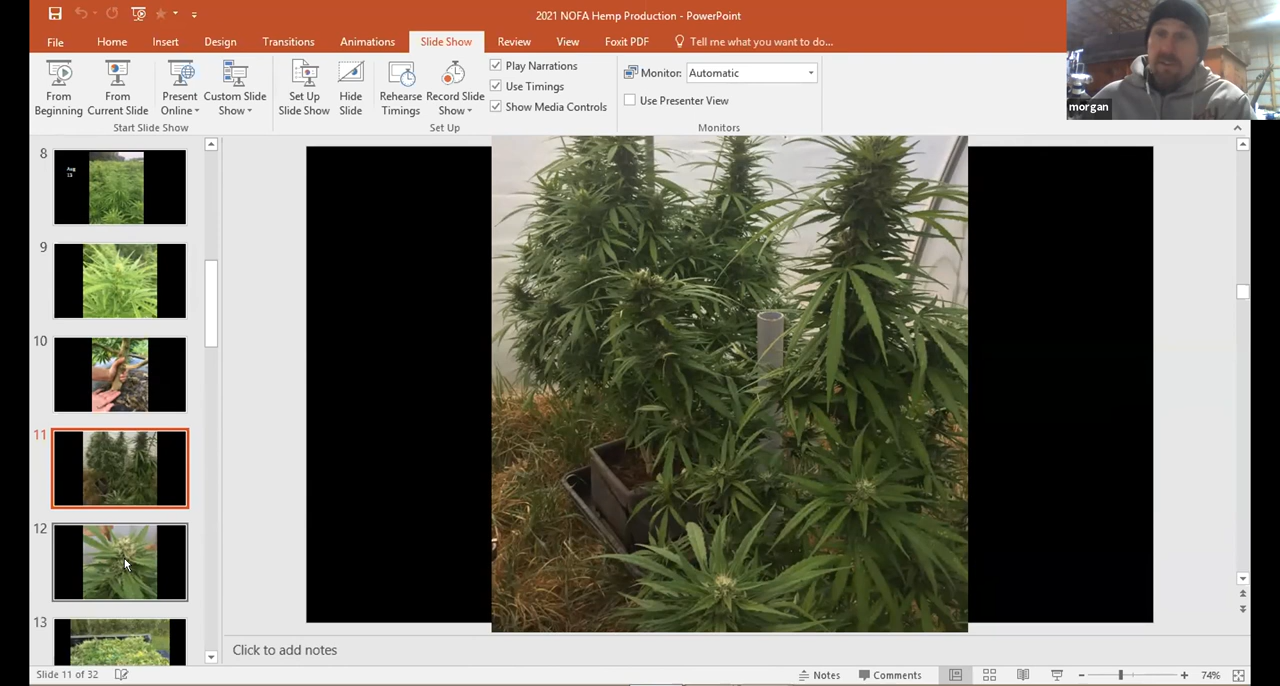 2021 NOFA Hemp Production - PowerPoint
File Home Insert Design Transitions Animations Slide Show Review View Foxit PDF Tell me what you want to do...
From Beginning
From Current Slide
Present Online
Custom Slide Show
Start Slide Show
Set Up Slide Show
Hide Slide
Rehearse Timings
Record Slide Show
Play Narrations
Use Timings
Show Media Controls
Set Up
Monitor: Automatic
Use Presenter View
Monitors
morgan
8
Aug
13
9
10
11
12
13
Click to add notes
Slide 11 of 32
Notes
Comments
74%